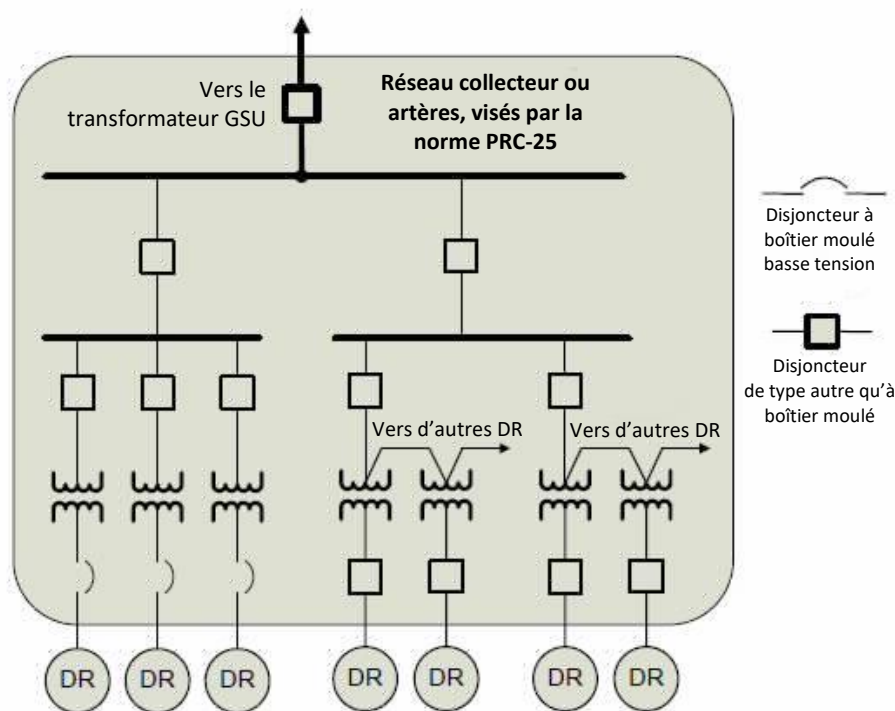 Vers le
transformateur GSU
Réseau collecteur ou
artères, visés par la
norme PRC-25
Disjoncteur à
boîtier moulé
basse tension
Disjoncteur
de type autre qu'à
boîtier moulé
Vers d'autres DR
Vers d'autres DR
DR
DR
DR
DR
DR
DR
DR